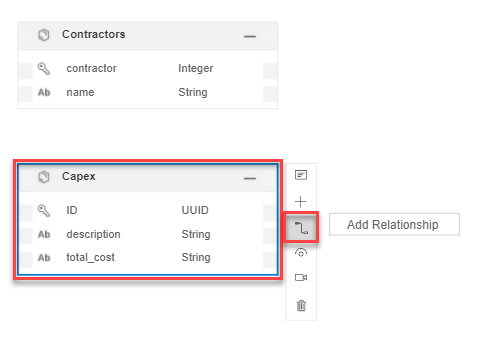 Contractors
contractor Integer
Ab name String
Capex
ID UUID
Ab description String
Add Relationship
Ab total_cost String